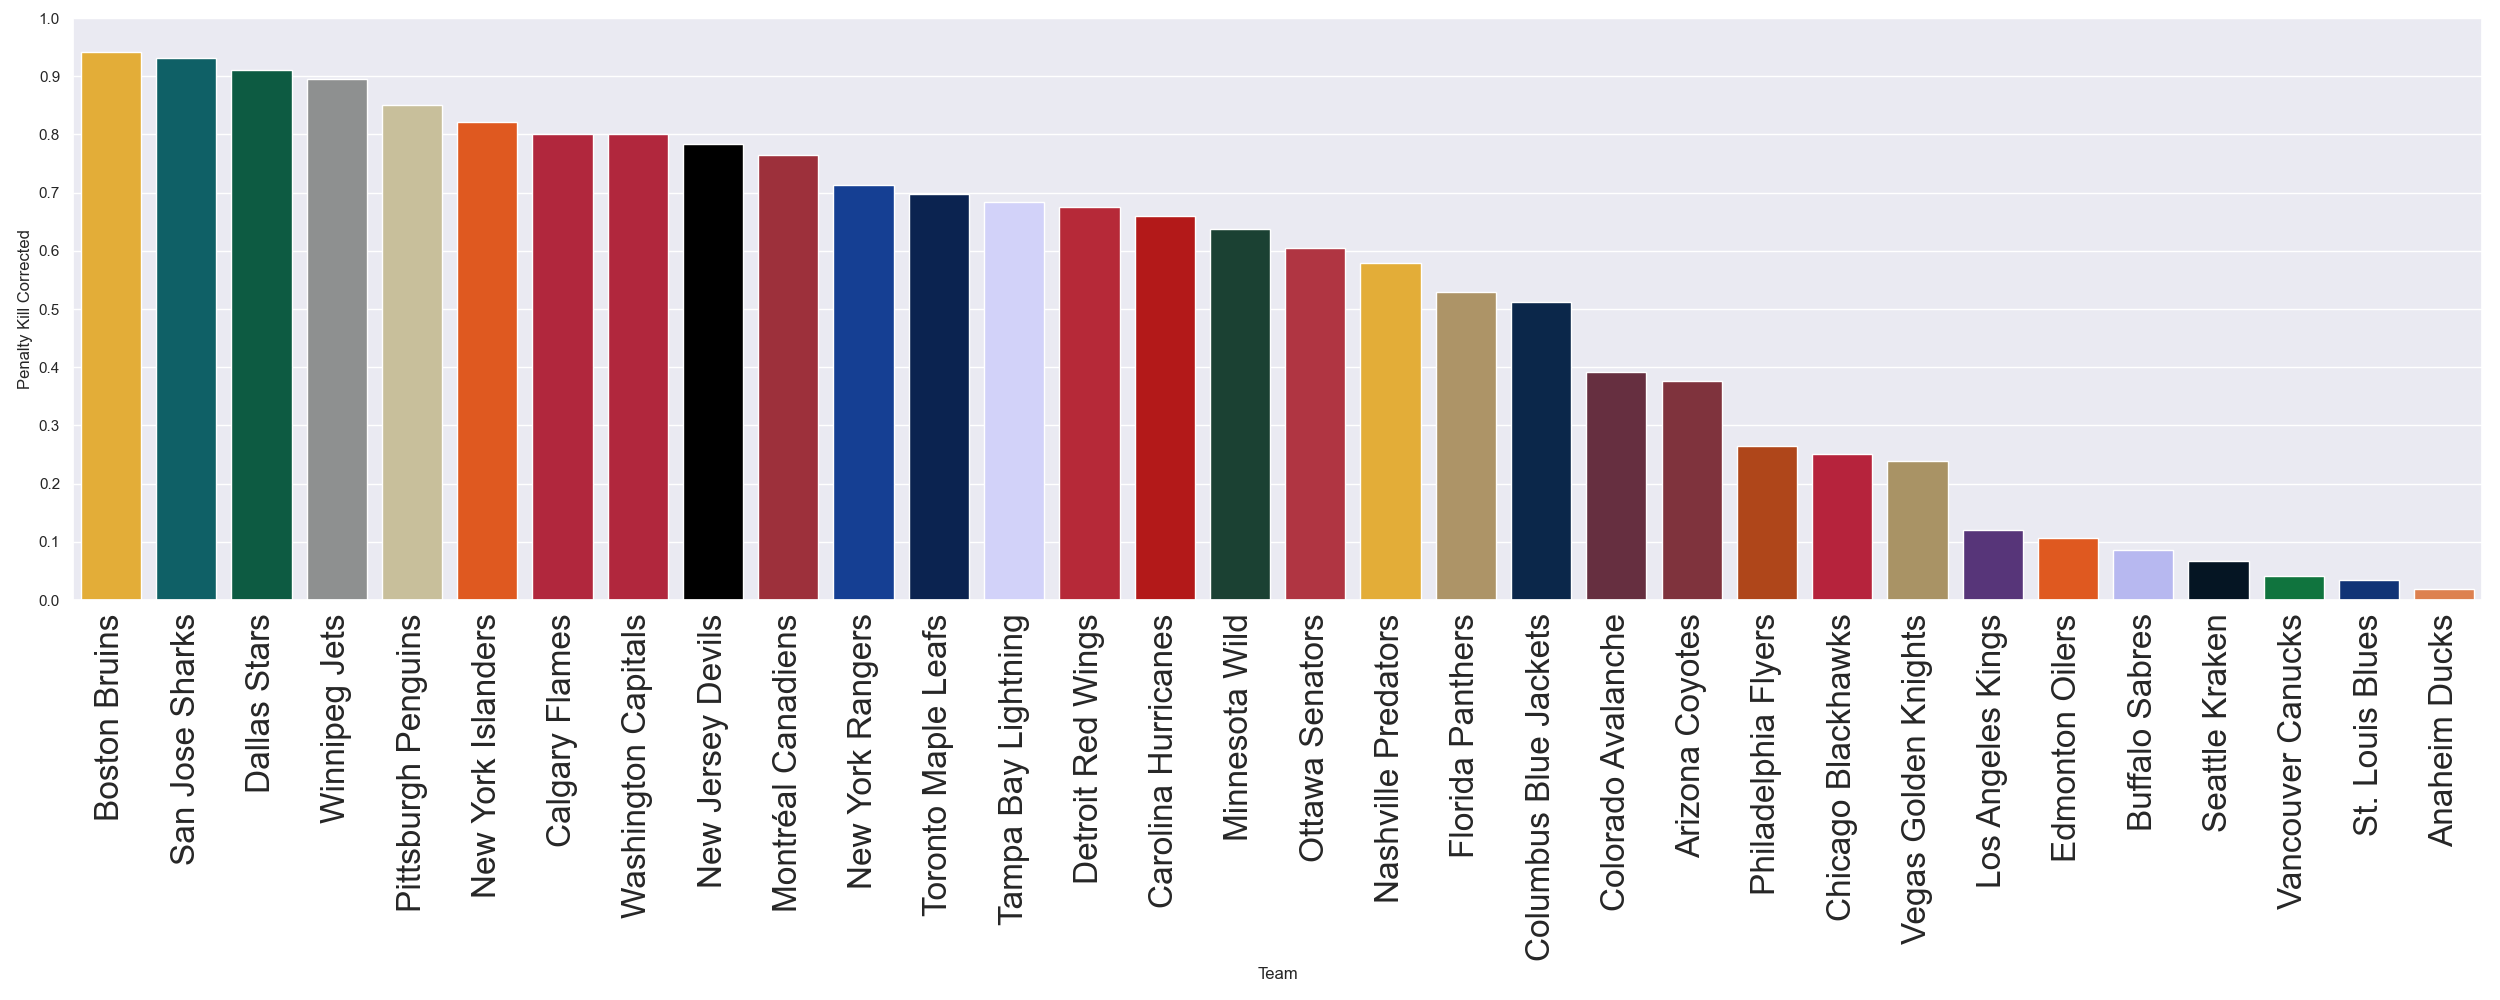 1.0
0.9
0.8
0.7
0.6
0.5
0.4
0.3
0.2
0.1
0.0
Penalty Kill Corrected
Boston Bruins
San Jose Sharks
Dallas Stars
Winnipeg Jets
Pittsburgh Penguins
New York Islanders
Calgary Flames
Washington Capitals
New Jersey Devils
Montréal Canadiens
New York Rangers
Toronto Maple Leafs
Tampa Bay Lightning
Detroit Red Wings
Carolina Hurricanes
Minnesota Wild
Ottawa Senators
Nashville Predators
Florida Panthers
Columbus Blue Jackets
Colorado Avalanche
Arizona Coyotes
Philadelphia Flyers
Chicago Blackhawks
Vegas Golden Knights
Los Angeles Kings
Edmonton Oilers
Buffalo Sabres
Seattle Kraken
Vancouver Canucks
St. Louis Blues
Anaheim Ducks
Team